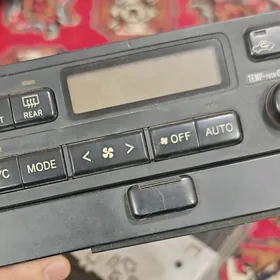 REAR
TEMP
°C
MODE
< >
OFF
AUTO